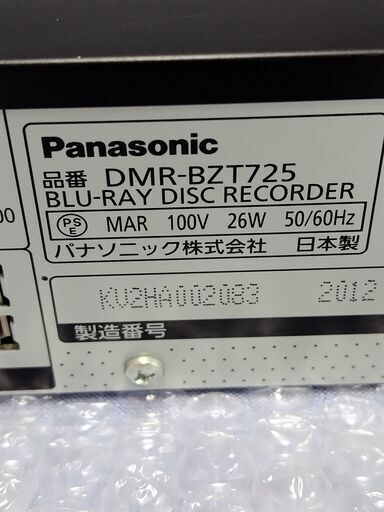 Panasonic
品番 DMR-BZT725
BLU-RAY DISC RECORDER
PS E MAR 100V 26W 50/60Hz
パナソニック株式会社 日本製
00
KV2HA002083 2012
製造番号